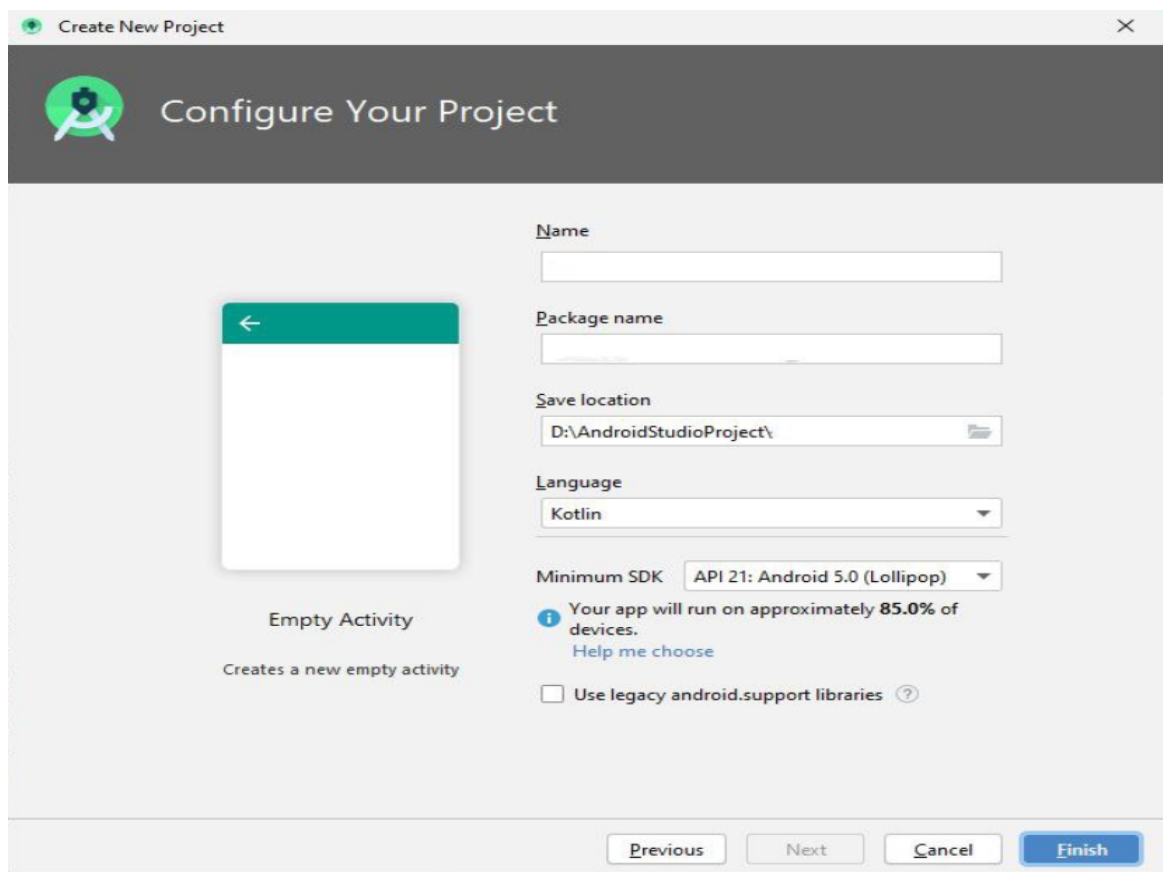 Create New Project
Configure Your Project
Name
Package name
Save location
D:\AndroidStudioProject\
Language
Kotlin
Minimum SDK API 21: Android 5.0 (Lollipop)
Your app will run on approximately 85.0% of
devices.
Help me choose
Use legacy android.support libraries ?
Empty Activity
Creates a new empty activity
Previous Next Cancel Finish